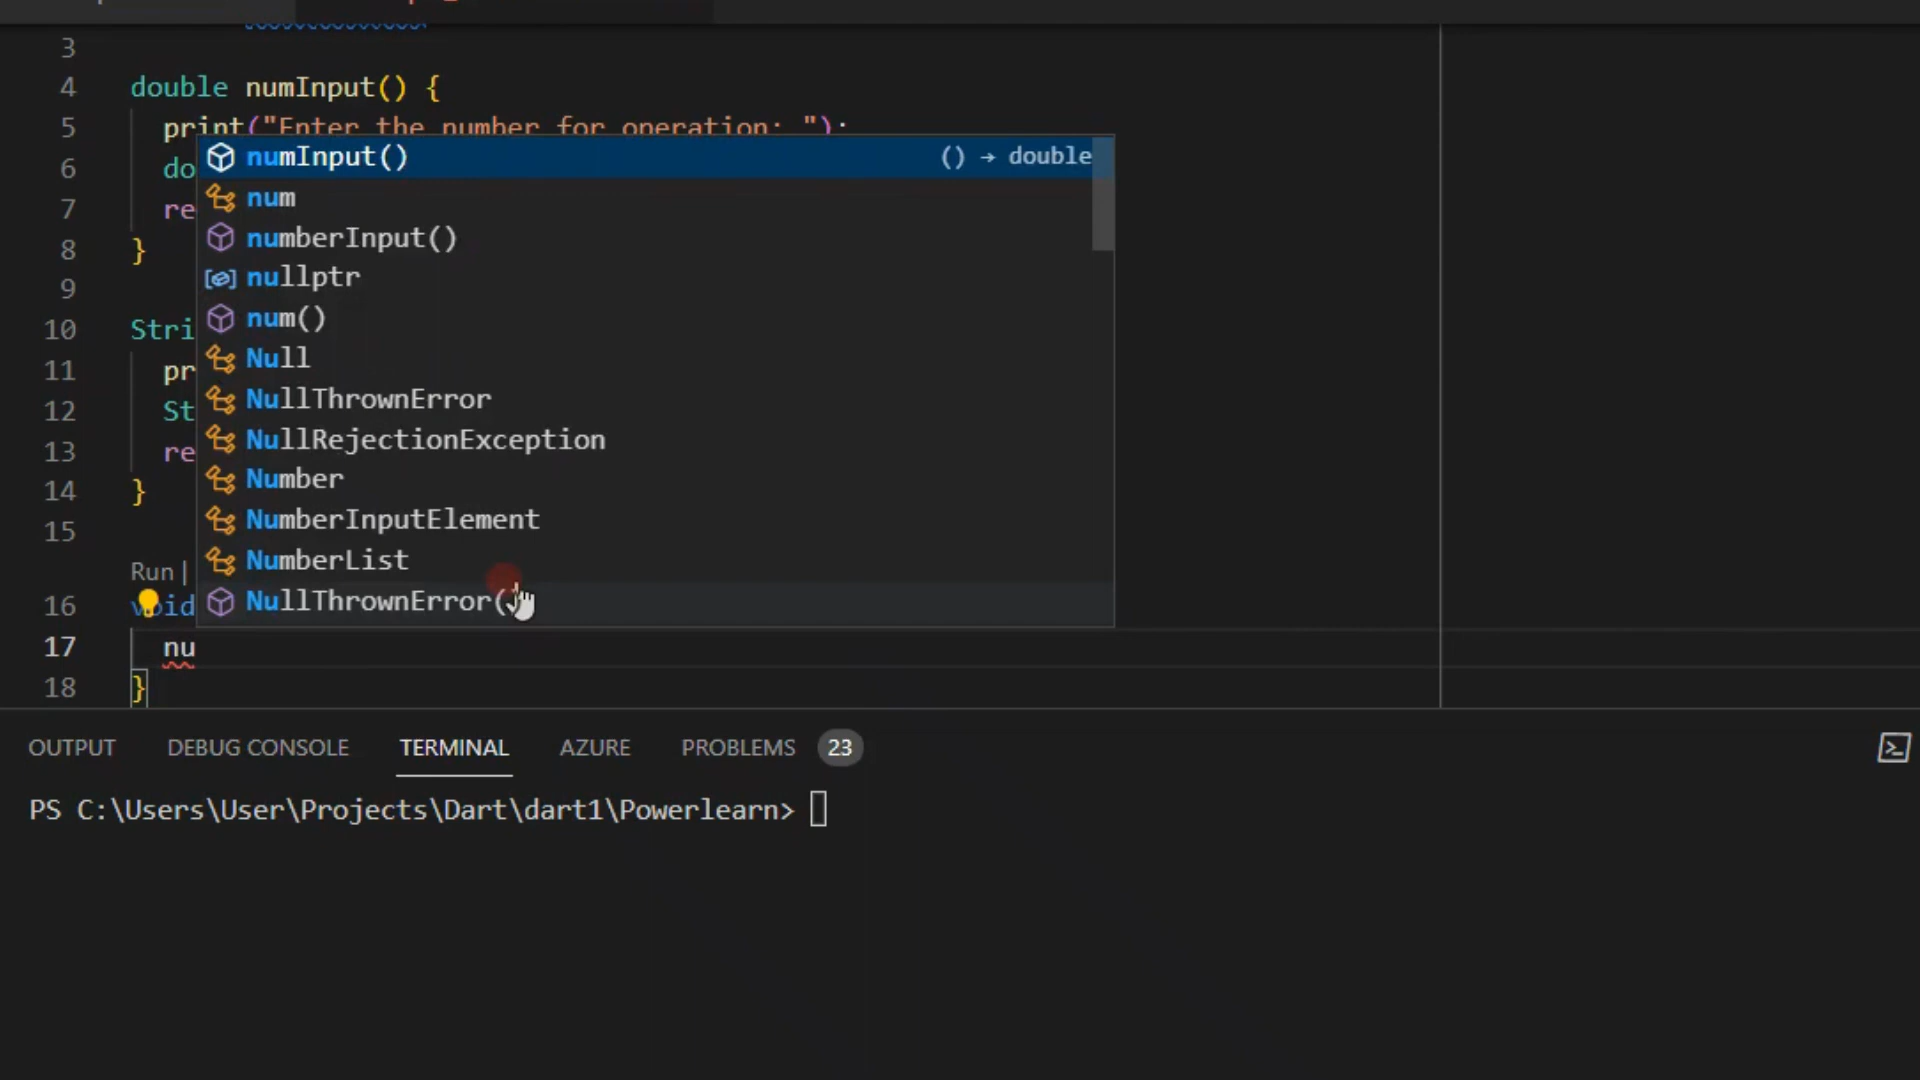 3
4 double numInput() {
5 print("Enter the number for operation: ");
numInput() () → double
6 do
num
7 re
numberInput()
8 }
nullptr
9
num()
10 Stri
Null
11 pr
NullThrownError
12 St
NullRejectionException
13 re
Number
14 }
NumberInputElement
15
NumberList
Run |
NullThrownError(
16 void
17 nu
18 }
OUTPUT DEBUG CONSOLE TERMINAL AZURE PROBLEMS 23
PS C:\Users\User\Projects\Dart\dart1\Powerlearn>